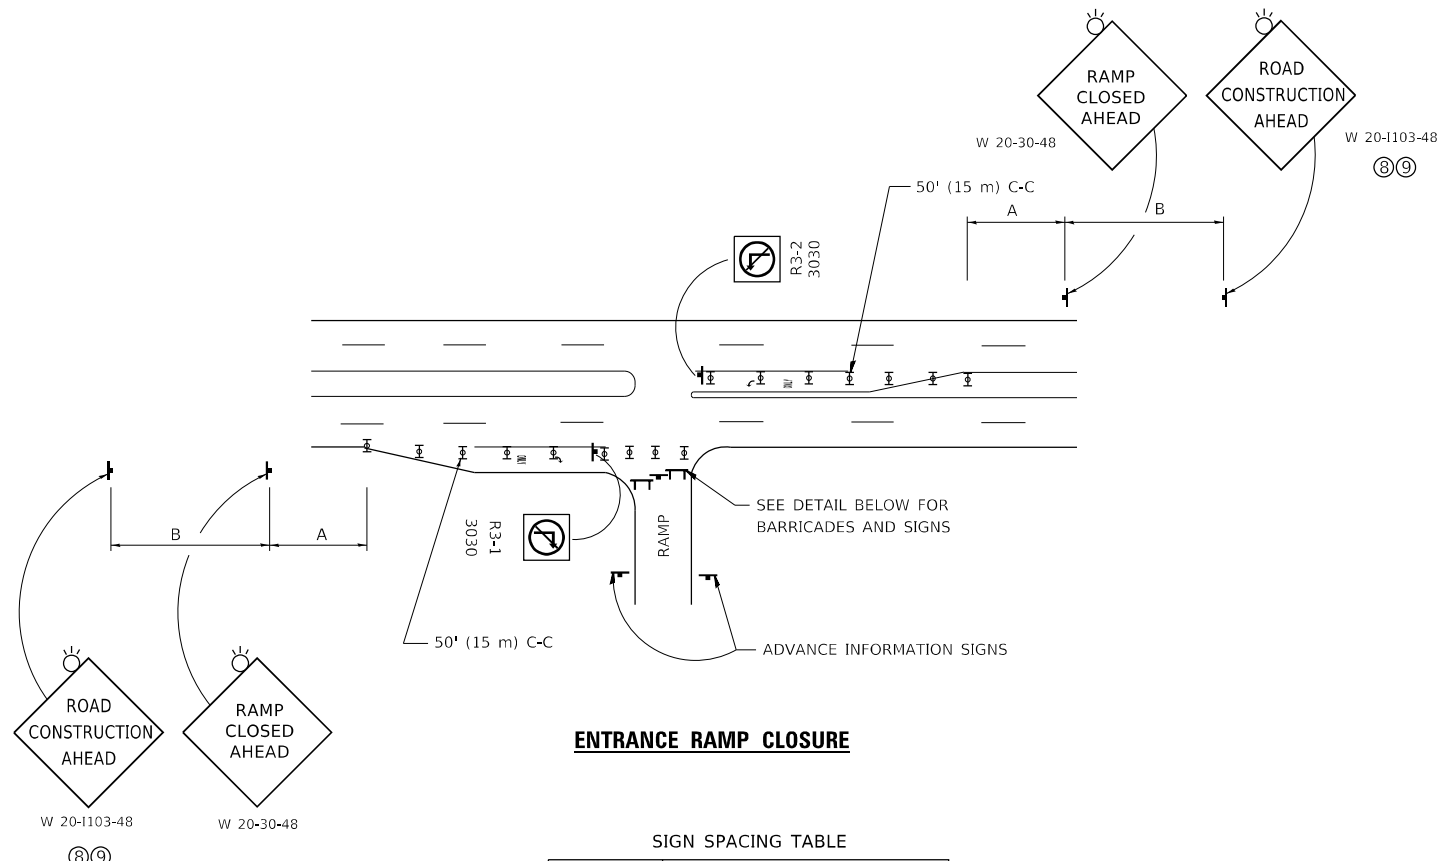 RAMP
CLOSED
AHEAD
W 20-30-48
ROAD
CONSTRUCTION
AHEAD
W 20-I103-48
⑧⑨
50' (15 m) C-C
A
B
R3-2
3030
ONLY
ONLY
B
A
R3-1
3030
RAMP
SEE DETAIL BELOW FOR
BARRICADES AND SIGNS
50' (15 m) C-C
ADVANCE INFORMATION SIGNS
ROAD
CONSTRUCTION
AHEAD
W 20-I103-48
⑧⑨
RAMP
CLOSED
AHEAD
W 20-30-48
ENTRANCE RAMP CLOSURE
SIGN SPACING TABLE